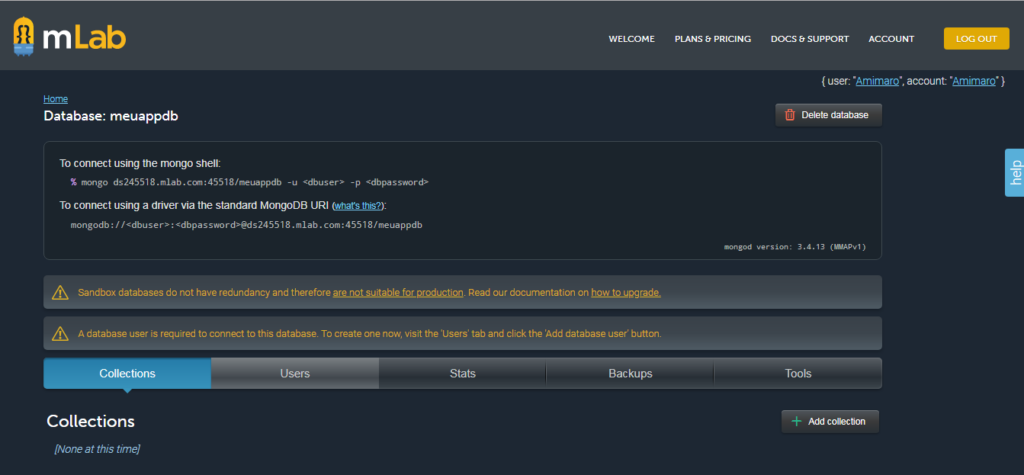 mLab
WELCOME PLANS & PRICING DOCS & SUPPORT ACCOUNT LOG OUT
{ user: "Amimaro", account: "Amimaro" }
Home
Database: meuappdb
Delete database
To connect using the mongo shell:
% mongo ds245518.mlab.com:45518/meuappdb -u <dbuser> -p <dbpassword>
To connect using a driver via the standard MongoDB URI (what's this?):
mongodb://<dbuser>:<dbpassword>@ds245518.mlab.com:45518/meuappdb
mongod version: 3.4.13 (MMAPv1)
help
Sandbox databases do not have redundancy and therefore are not suitable for production. Read our documentation on how to upgrade.
A database user is required to connect to this database. To create one now, visit the 'Users' tab and click the 'Add database user' button.
Collections Users Stats Backups Tools
Collections
Add collection
[None at this time]